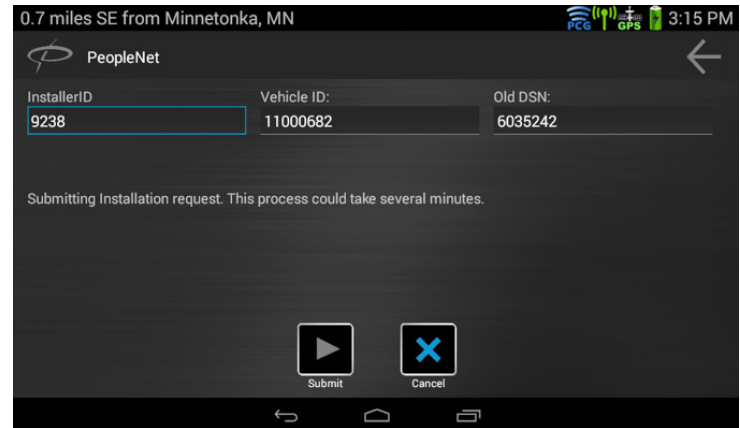 0.7 miles SE from Minnetonka, MN
PCG GPS 3:15 PM
PeopleNet
InstallerID Vehicle ID: Old DSN:
9238 11000682 6035242
Submitting Installation request. This process could take several minutes.
Submit Cancel